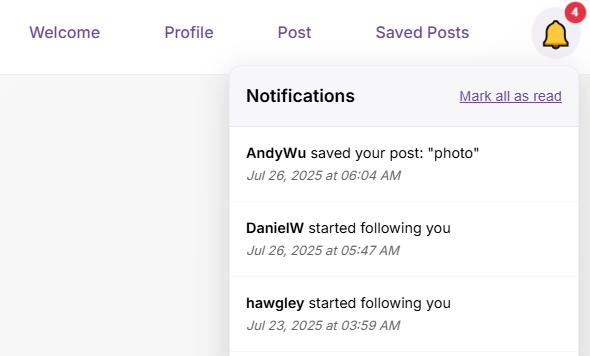 Welcome Profile Post Saved Posts 4
Notifications Mark all as read
AndyWu saved your post: "photo"
Jul 26, 2025 at 06:04 AM
DanielW started following you
Jul 26, 2025 at 05:47 AM
hawgley started following you
Jul 23, 2025 at 03:59 AM